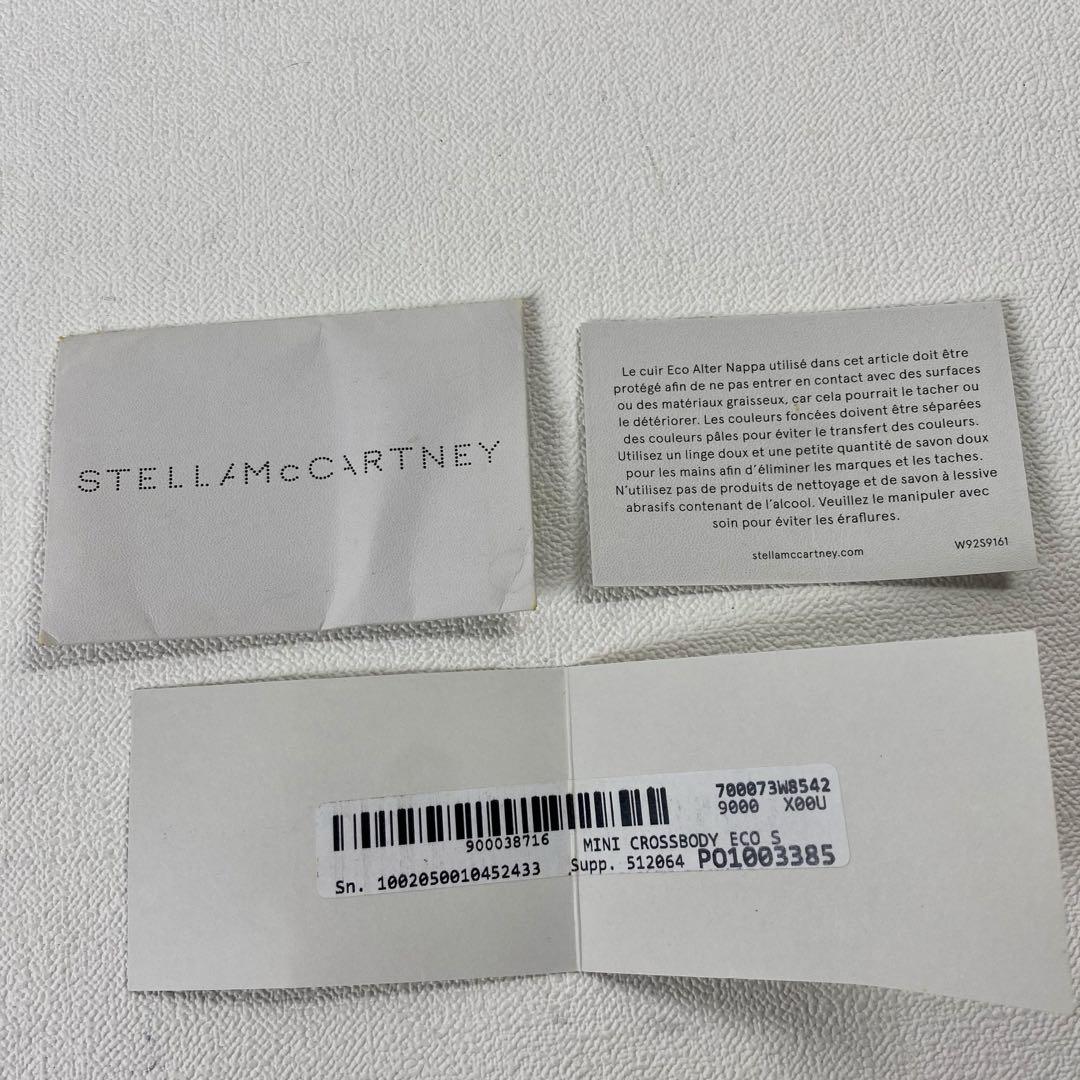 STELLAMcCARTNEY
Le cuir Eco Alter Nappa utilisé dans cet article doit être
protégé afin de ne pas entrer en contact avec des surfaces
ou des matériaux graisseux, car cela pourrait le tacher ou
le détériorer. Les couleurs foncées doivent être séparées
des couleurs pâles pour éviter le transfert des couleurs.
Utilisez un linge doux et une petite quantité de savon doux
pour les mains afin d'éliminer les marques et les taches.
N'utilisez pas de produits de nettoyage et de savon à lessive
abrasifs contenant de l'alcool. Veuillez le manipuler avec
soin pour éviter les éraflures.
stellamccartney.com
W92S9161
700073W8542
9000 X00U
900038716 MINI CROSSBODY ECO S
Sn. 1002050010452433 Supp. 512064 PO1003385